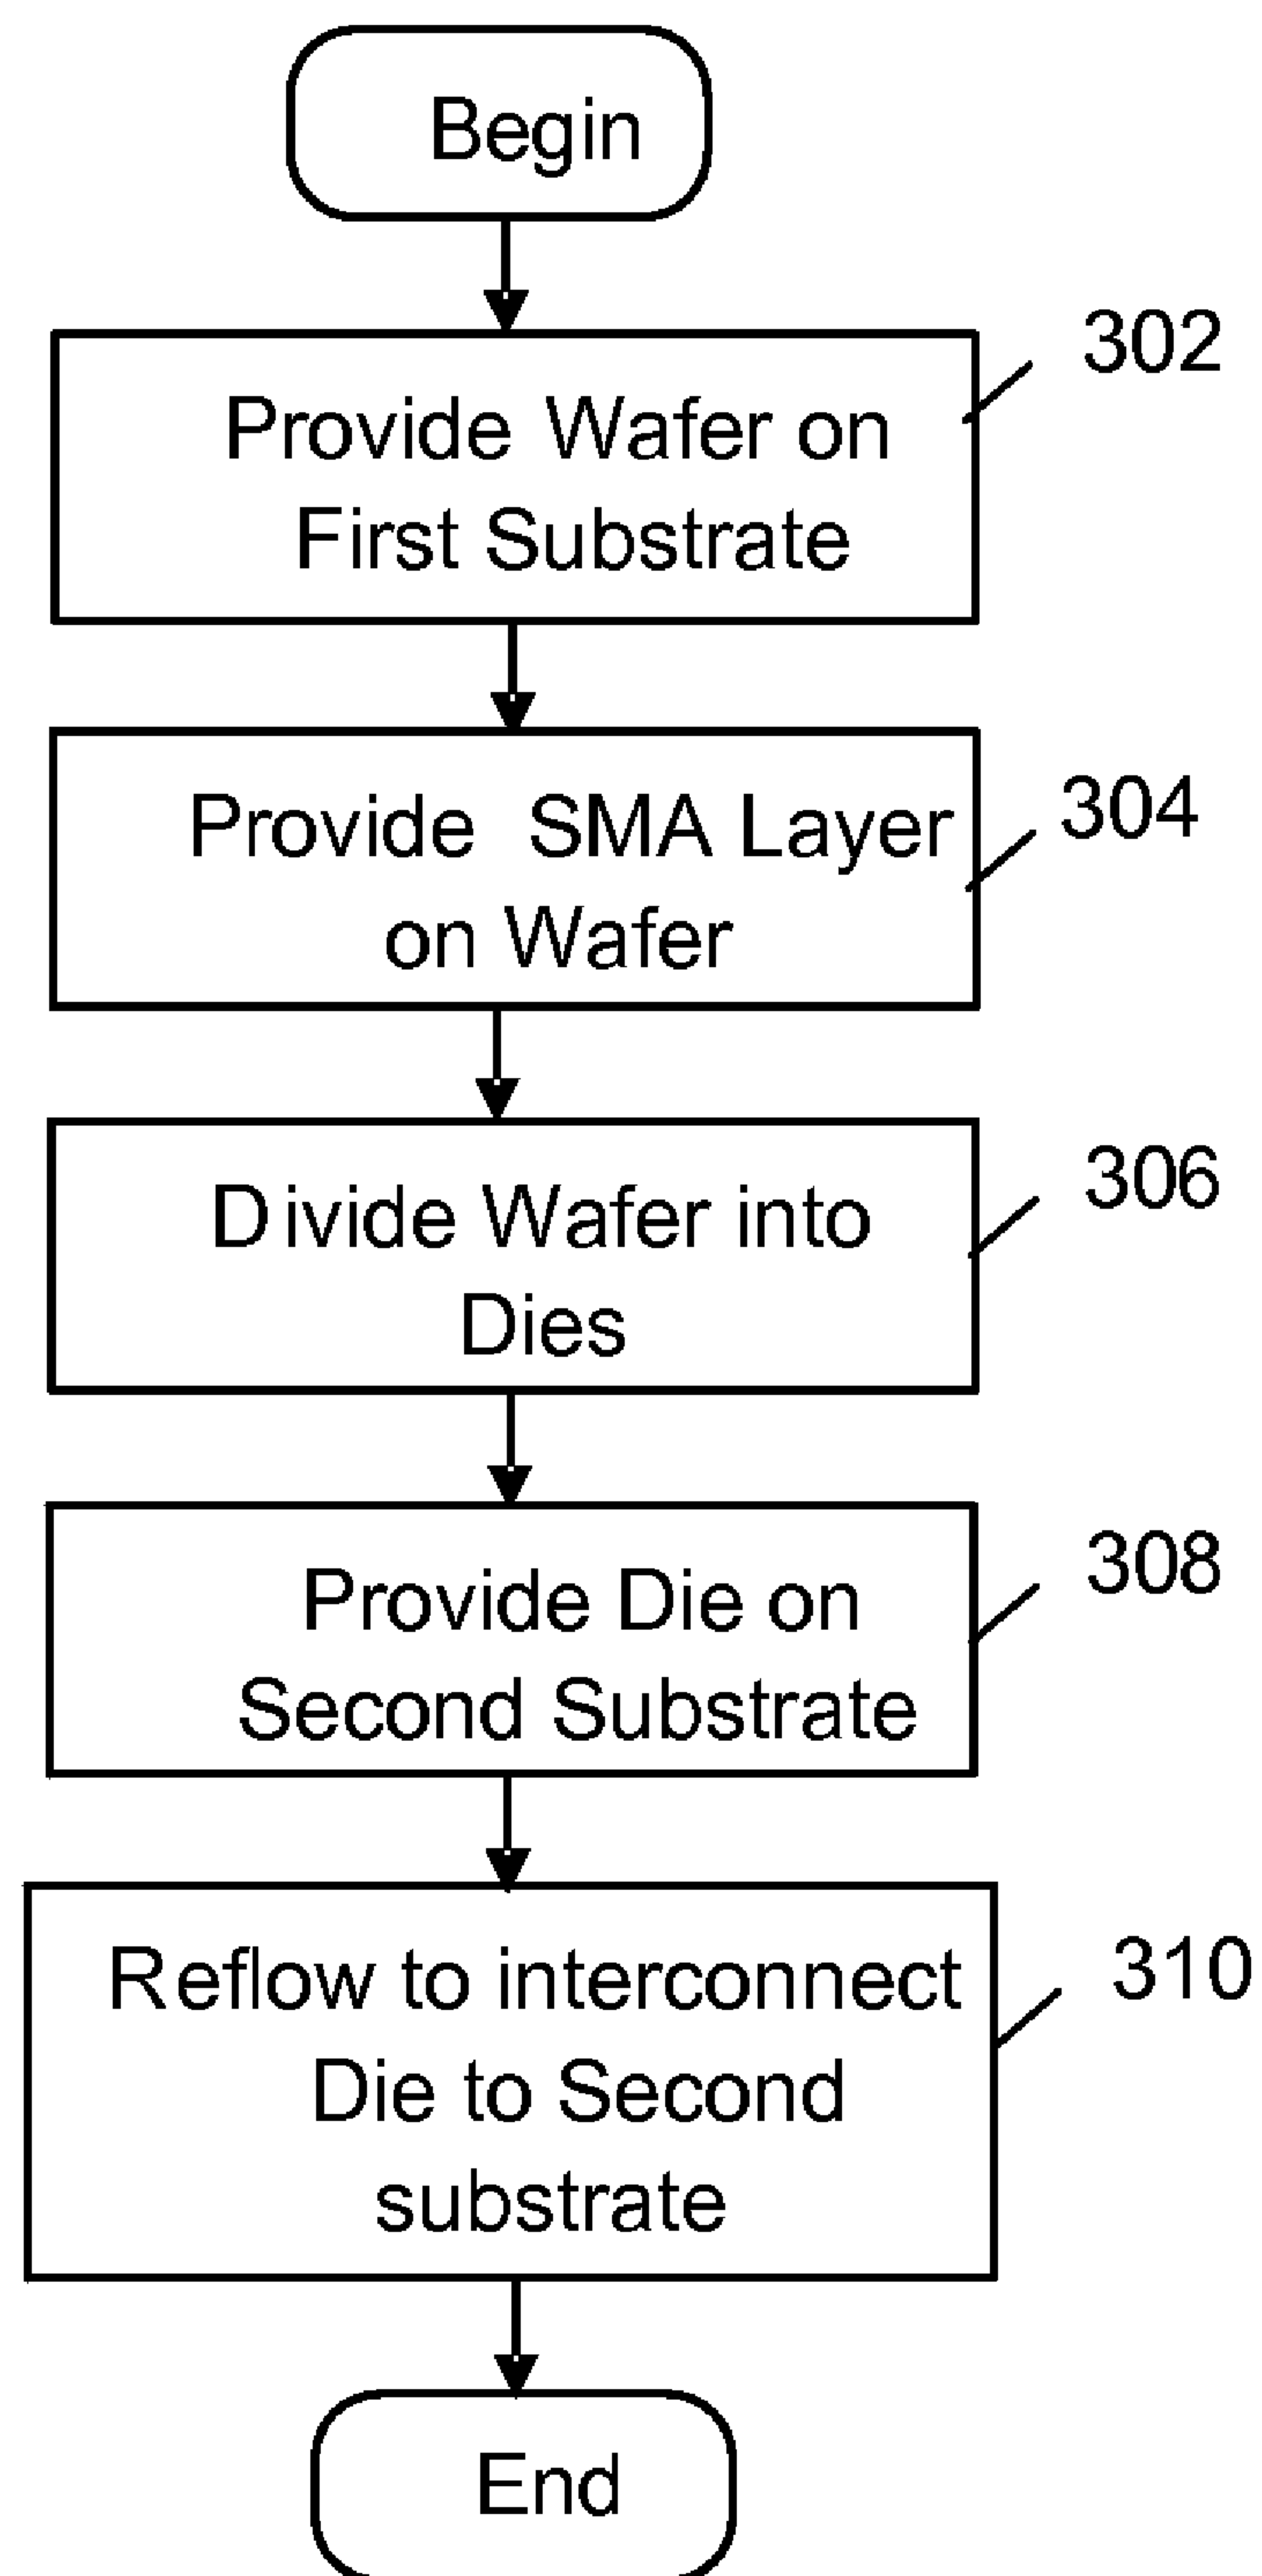 Begin
302
Provide Wafer on
First Substrate
304
Provide SMA Layer
on Wafer
306
Divide Wafer into
Dies
308
Provide Die on
Second Substrate
310
Reflow to interconnect
Die to Second
substrate
End